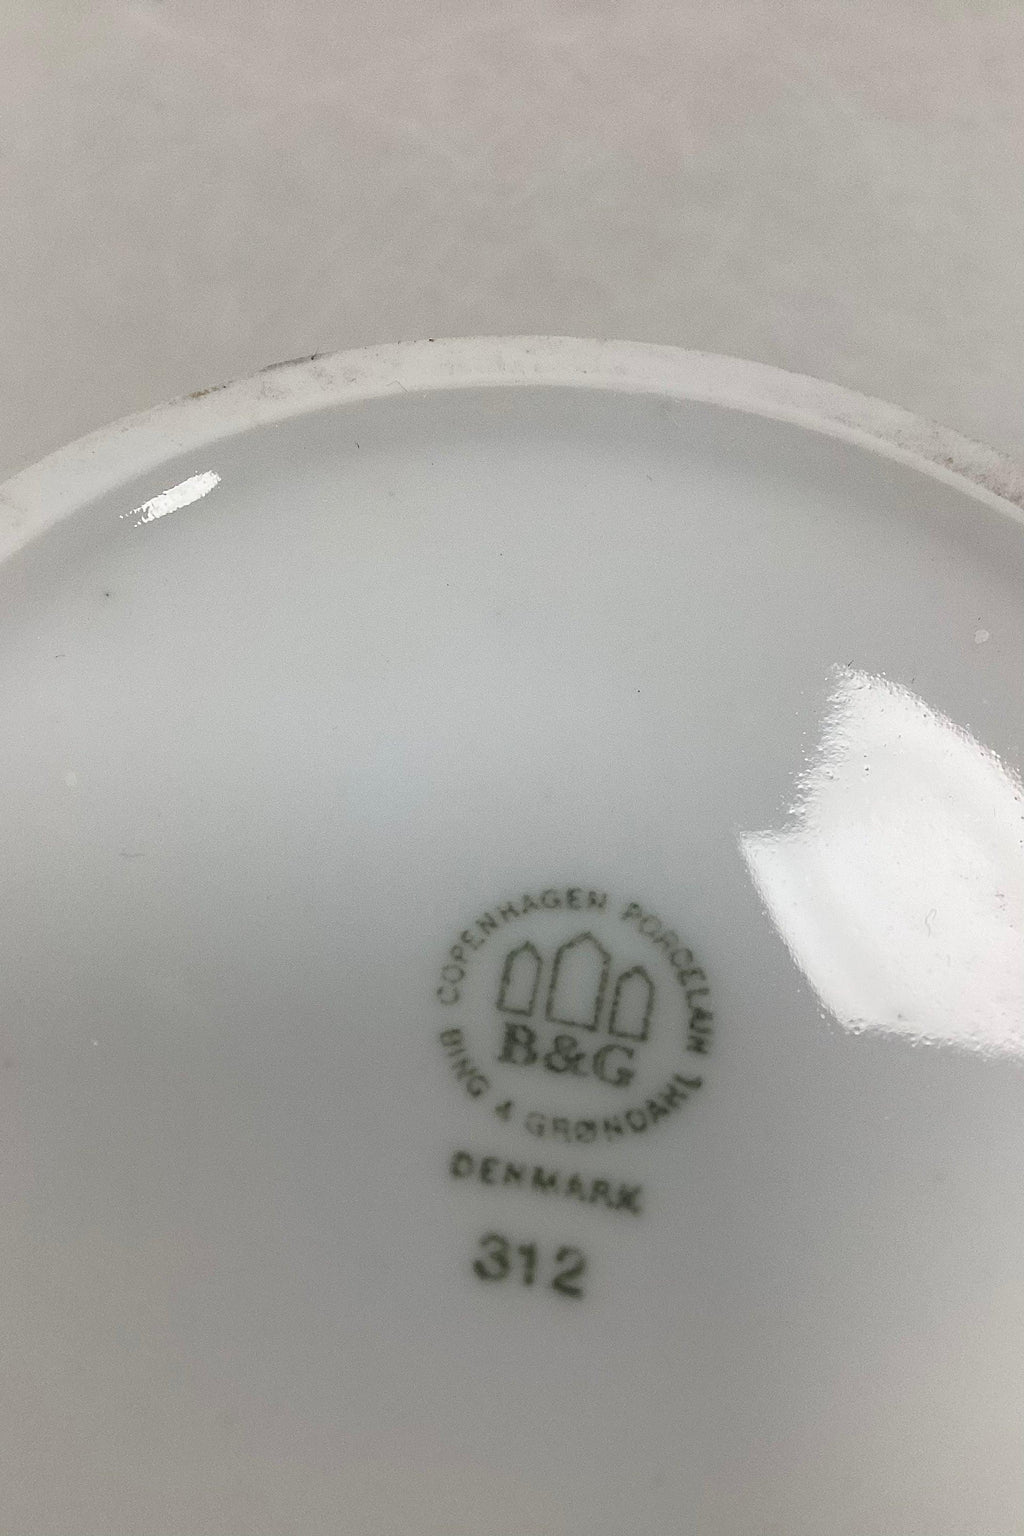 COPENHAGEN PORCELAIN
B&G
BING & GRØNDAHL
DENMARK
312